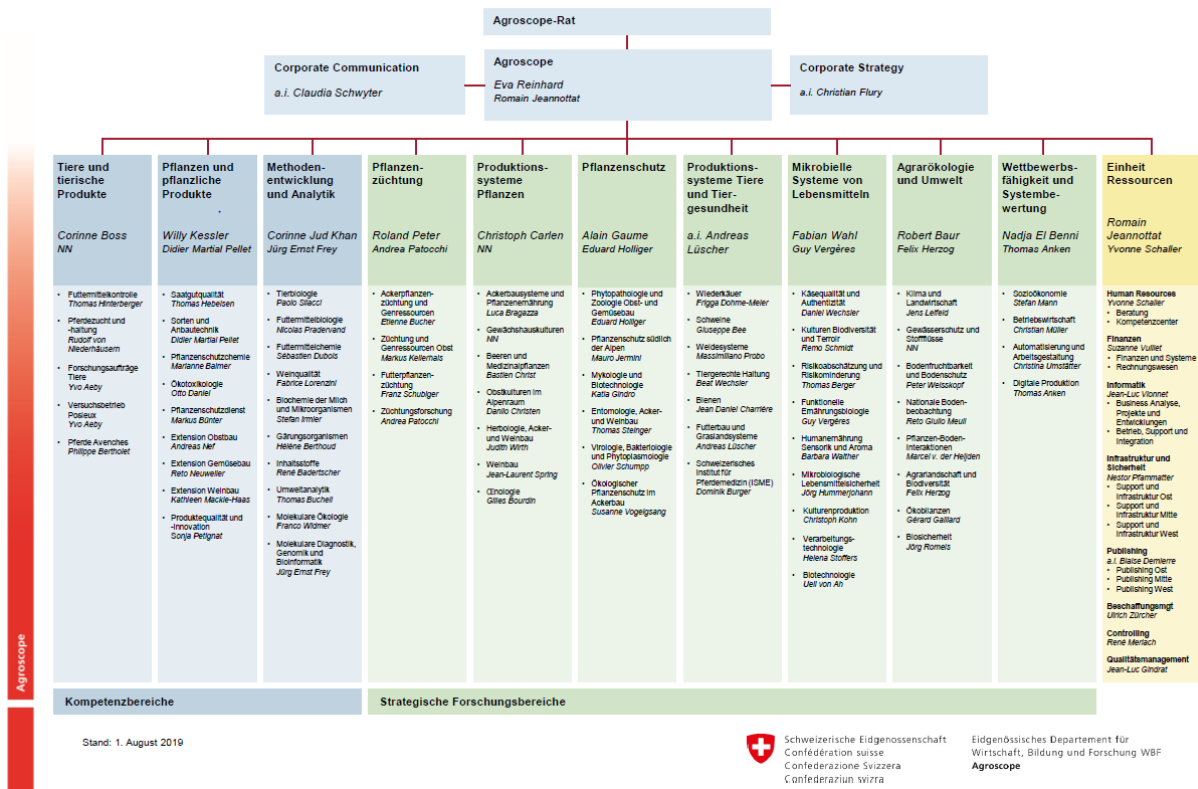 Agroscope-Rat
Corporate Communication
a.i. Claudia Schwyter
Agroscope
Eva Reinhard
Romain Jeannottat
Corporate Strategy
a.i. Christian Flury
Tiere und
tierische
Produkte
Corinne Boss
NN
• Futtermittelkontrolle
Thomas Hinterberger
• Pferdezucht und
-haltung
Rudolf von
Niederhäusern
• Forschungsaufträge
Tiere
Yvo Aeby
• Versuchsbetrieb
Posieux
Yvo Aeby
• Pferde Avenches
Philippe Bertholet
Pflanzen und
pflanzliche
Produkte
Willy Kessler
Didier Martial Pellet
• Saatgutqualität
Thomas Hebeisen
• Sorten und
Anbautechnik
Didier Martial Pellet
• Pflanzenschutzchemie
Marianne Balmer
• Ökotoxikologie
Otto Daniel
• Pflanzenschutzdienst
Markus Bünter
• Extension Obstbau
Andreas Nef
• Extension Gemüsebau
Reto Neuweiler
• Extension Weinbau
Kathleen Mackie-Haas
• Produktequalität und
-innovation
Sonja Petignat
Methoden-
entwicklung
und Analytik
Corinne Jud Khan
Jürg Ernst Frey
• Tierbiologie
Paolo Silacci
• Futtermittelbiologie
Nicolas Pradervand
• Futtermittelchemie
Sébastien Dubois
• Weinqualität
Fabrice Lorenzini
• Biochemie der Milch
und Mikroorganismen
Stefan Irmler
• Gärungsorganismen
Hélène Berthoud
• Inhaltsstoffe
René Badertscher
• Umweltanalytik
Thomas Bucheli
• Molekulare Ökologie
Franco Widmer
• Molekulare Diagnostik,
Genomik und
Bioinformatik
Jürg Ernst Frey
Pflanzen-
züchtung
Roland Peter
Andrea Patocchi
• Ackerpflanzen-
züchtung und
Genressourcen
Etienne Bucher
• Züchtung und
Genressourcen Obst
Markus Kellerhals
• Futterpflanzen-
züchtung
Franz Schubiger
• Züchtungsforschung
Andrea Patocchi
Produktions-
systeme
Pflanzen
Christoph Carlen
NN
• Ackerbausysteme und
Pflanzenernährung
Luca Bragazza
• Gewächshauskulturen
NN
• Beeren und
Medizinalpflanzen
Bastien Christ
• Obstkulturen im
Alpenraum
Danilo Christen
• Herbologie, Acker-
und Weinbau
Judith Wirth
• Weinbau
Jean-Laurent Spring
• Œnologie
Gilles Bourdin
Pflanzenschutz
Alain Gaume
Eduard Holliger
• Phytopathologie und
Zoologie Obst- und
Gemüsebau
Eduard Holliger
• Pflanzenschutz südlich
der Alpen
Mauro Jermini
• Mykologie und
Biotechnologie
Katia Gindro
• Entomologie, Acker-
und Weinbau
Thomas Steinger
• Virologie, Bakteriologie
und Phytoplasmologie
Olivier Schumpp
• Ökologischer
Pflanzenschutz im
Ackerbau
Susanne Vogelgsang
Produktions-
systeme Tiere
und Tier-
gesundheit
a.i. Andreas
Lüscher
• Wiederkäuer
Frigga Dohme-Meier
• Schweine
Giuseppe Bee
• Weidesysteme
Massimiliano Probo
• Tiergerechte Haltung
Beat Wechsler
• Bienen
Jean Daniel Charrière
• Futterbau und
Graslandsysteme
Andreas Lüscher
• Schweizerisches
Institut für
Pferdemedizin (ISME)
Dominik Burger
Mikrobielle
Systeme von
Lebensmitteln
Fabian Wahl
Guy Vergères
• Käsequalität und
Authentizität
Daniel Wechsler
• Kulturen Biodiversität
und Terroir
Remo Schmidt
• Risikoabschätzung und
Risikominderung
Thomas Berger
• Funktionelle
Ernährungsbiologie
Guy Vergères
• Humanernährung
Sensorik und Aroma
Barbara Walther
• Mikrobiologische
Lebensmittelsicherheit
Jörg Hummerjohann
• Kulturenproduktion
Christoph Kohn
• Verarbeitungs-
technologie
Helena Stoffers
• Biotechnologie
Ueli von Ah
Agrarökologie
und Umwelt
Robert Baur
Felix Herzog
• Klima und
Landwirtschaft
Jens Leifeld
• Gewässerschutz und
Stoffflüsse
NN
• Bodenfruchtbarkeit
und Bodenschutz
Peter Weisskopf
• Nationale Boden-
beobachtung
Reto Giulio Meuli
• Pflanzen-Boden-
Interaktionen
Marcel v. der Heijden
• Agrarlandschaft und
Biodiversität
Felix Herzog
• Ökobilanzen
Gérard Gaillard
• Biosicherheit
Jörg Romeis
Wettbewerbs-
fähigkeit und
Systembe-
wertung
Nadja El Benni
Thomas Anken
• Sozioökonomie
Stefan Mann
• Betriebswirtschaft
Christian Müller
• Automatisierung und
Arbeitsgestaltung
Christina Umstätter
• Digitale Produktion
Thomas Anken
Einheit
Ressourcen
Romain
Jeannottat
Yvonne Schaller
Human Resources
Yvonne Schaller
• Beratung
• Kompetenzcenter
Finanzen
Suzanne Vuillet
• Finanzen und Systeme
• Rechnungswesen
Informatik
Jean-Luc Vionnet
• Business Analyse,
Projekte und
Entwicklungen
• Betrieb, Support und
Integration
Infrastruktur und
Sicherheit
Nestor Pfammatter
• Support und
Infrastruktur Ost
• Support und
Infrastruktur Mitte
• Support und
Infrastruktur West
Publishing
a.i. Blaise Demierre
• Publishing Ost
• Publishing Mitte
• Publishing West
Beschaffungsmgt
Ulrich Zürcher
Controlling
René Merlach
Qualitätsmanagement
Jean-Luc Gindrat
Kompetenzbereiche
Strategische Forschungsbereiche
Agroscope
Stand: 1. August 2019
Schweizerische Eidgenossenschaft
Confédération suisse
Confederazione Svizzera
Confederaziun svizra
Eidgenössisches Departement für
Wirtschaft, Bildung und Forschung WBF
Agroscope